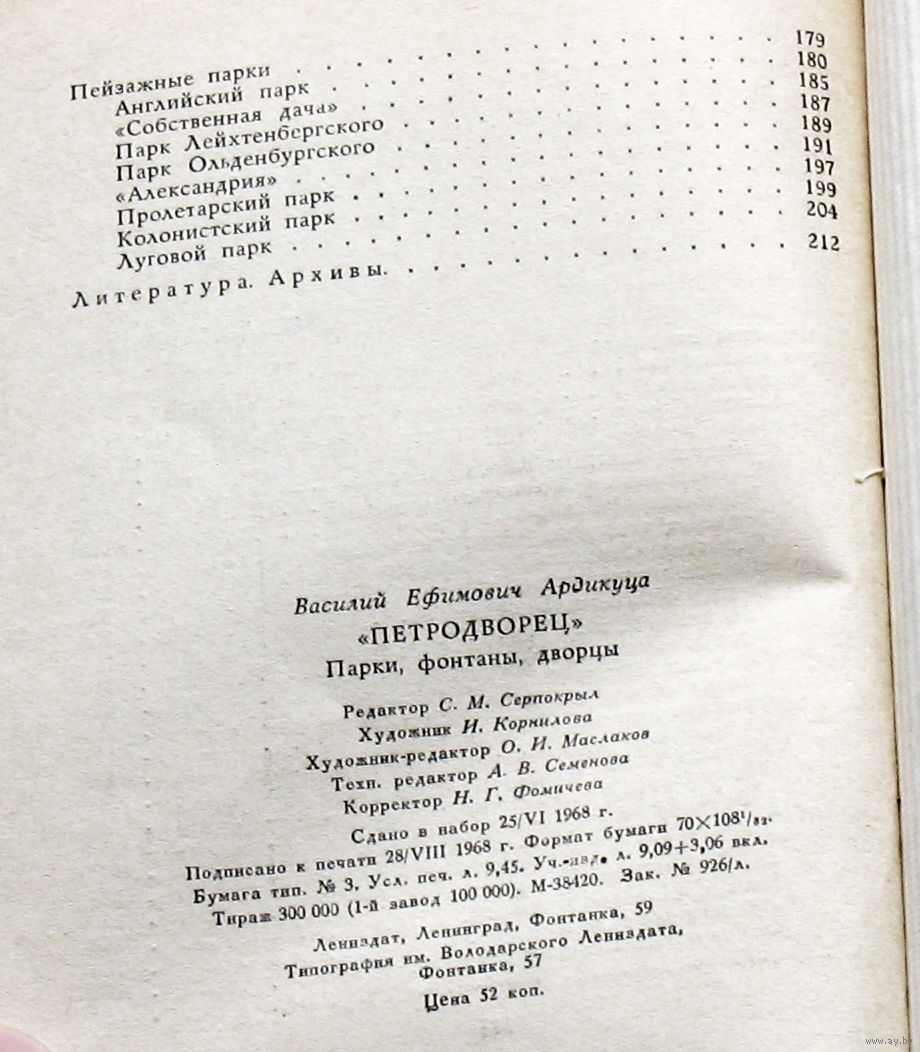 Пейзажные парки . . . . . . . . . . . . . . . . . . 179
Английский парк . . . . . . . . . . . . . . . . . 180
«Собственная дача» . . . . . . . . . . . . . . . . 185
Парк Лейхтенбергского . . . . . . . . . . . . . . 187
Парк Ольденбургского . . . . . . . . . . . . . . . 189
«Александрия» . . . . . . . . . . . . . . . . . . 191
Пролетарский парк . . . . . . . . . . . . . . . . 197
Колонистский парк . . . . . . . . . . . . . . . . 199
Луговой парк . . . . . . . . . . . . . . . . . . . 204
Литература. Архивы. . . . . . . . . . . . . . . . 212
Василий Ефимович Ардикуца
«ПЕТРОДВОРЕЦ»
Парки, фонтаны, дворцы
Редактор С. М. Серпокрыл
Художник И. Корнилова
Художник-редактор О. И. Маслаков
Техн. редактор А. В. Семенова
Корректор Н. Г. Фомичева
Сдано в набор 25/VI 1968 г.
Подписано к печати 28/VIII 1968 г. Формат бумаги 70×108¹/₃₂.
Бумага тип. № 3. Усл. печ. л. 9,45. Уч.-изд. л. 9,09+3,06 вкл.
Тираж 300 000 (1-й завод 100 000). М-38420. Зак. № 926/л.
Лениздат, Ленинград, Фонтанка, 59
Типография им. Володарского Лениздата,
Фонтанка, 57
Цена 52 коп.
www.ay.by